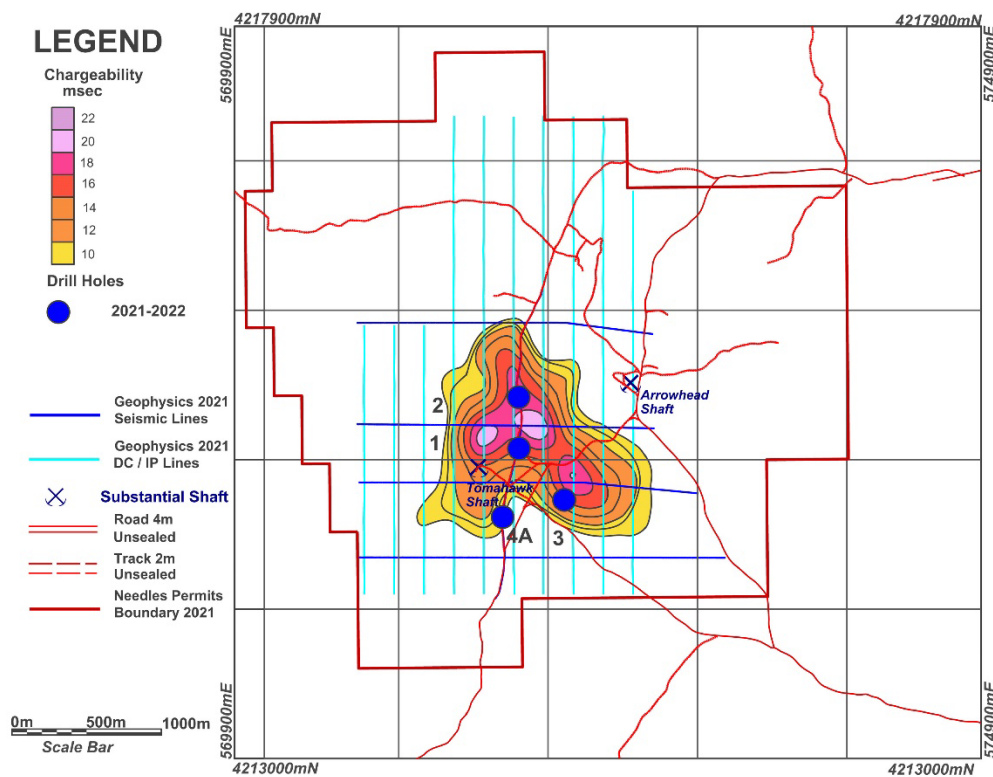 LEGEND
Chargeability
msec
22
20
18
16
14
12
10
Drill Holes
2021-2022
Geophysics 2021
Seismic Lines
Geophysics 2021
DC / IP Lines
Substantial Shaft
Road 4m
Unsealed
Track 2m
Unsealed
Needles Permits
Boundary 2021
0m 500m 1000m
Scale Bar
4217900mN
4217900mN
569900mE
574900mE
Arrowhead
Shaft
2
1
Tomahawk
Shaft
4A
3
569900mE
574900mE
4213000mN
4213000mN